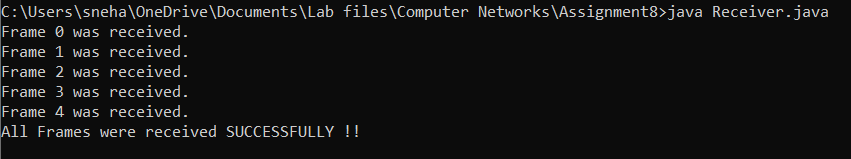 C:\Users\sneha\OneDrive\Documents\Lab files\Computer Networks\Assignment8>java Receiver.java
Frame 0 was received.
Frame 1 was received.
Frame 2 was received.
Frame 3 was received.
Frame 4 was received.
All Frames were received SUCCESSFULLY !!